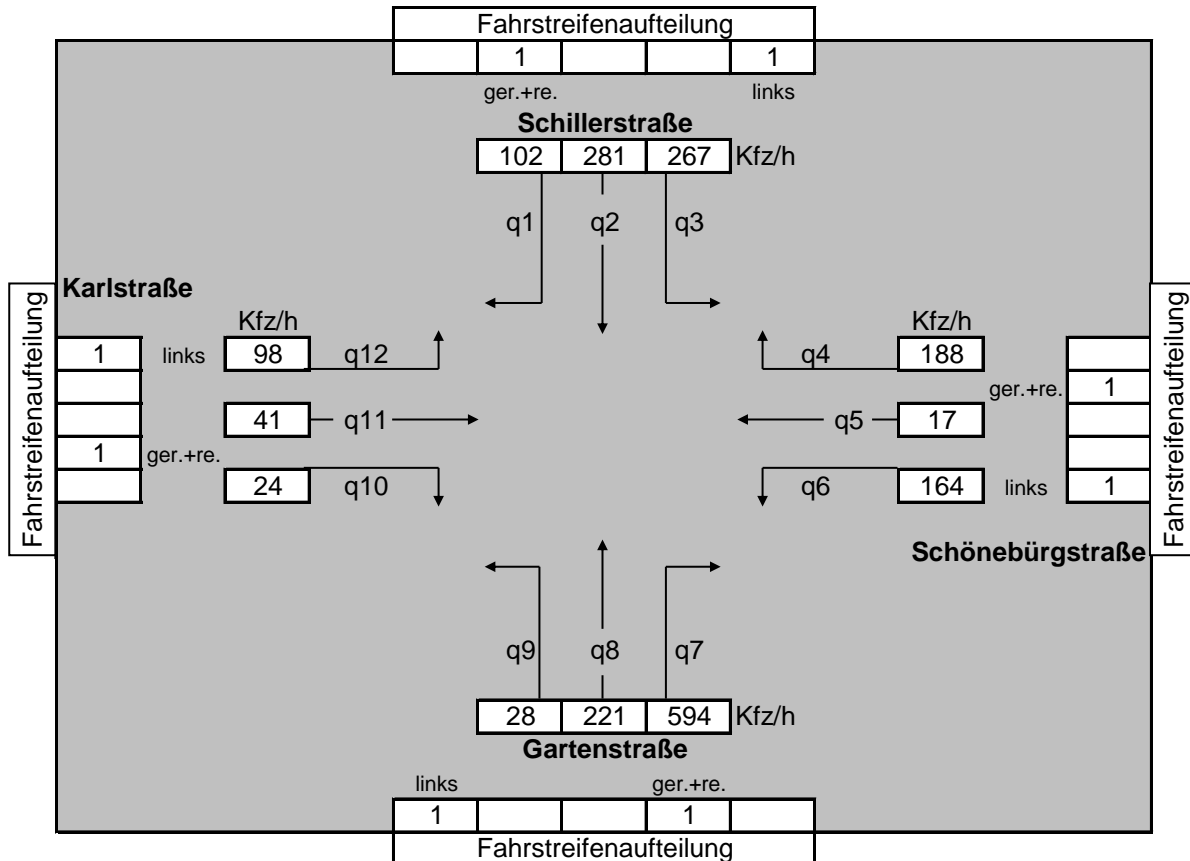 Fahrstreifenaufteilung
1 1
ger.+re. links
Schillerstraße
102 281 267 Kfz/h
q1 q2 q3
Karlstraße
Fahrstreifenaufteilung
Kfz/h
1 links 98 q12
41 q11
1 ger.+re.
24 q10
Kfz/h
q4 188
ger.+re. 1
q5 17
q6 164 links 1
Fahrstreifenaufteilung
Schönebürgstraße
q9 q8 q7
28 221 594 Kfz/h
Gartenstraße
links ger.+re.
1 1
Fahrstreifenaufteilung